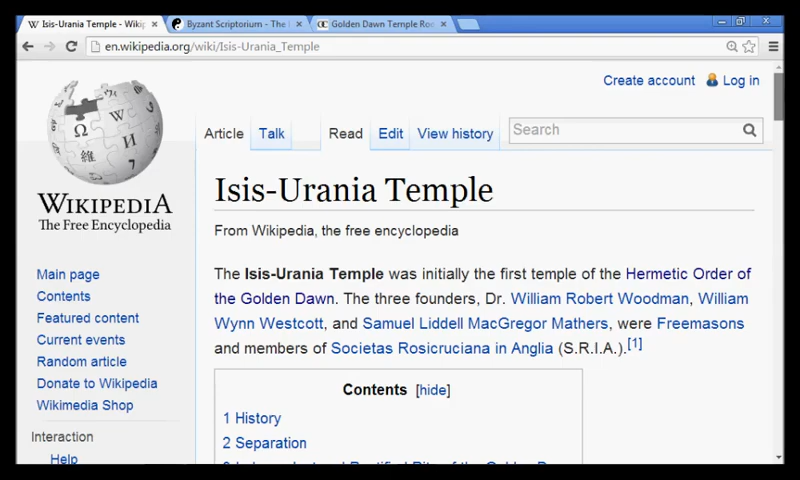 Isis-Urania Temple - Wiki
Byzant Scriptorium - The
Golden Dawn Temple Roo
en.wikipedia.org/wiki/Isis-Urania_Temple
Create account Log in
Article Talk Read Edit View history Search
WIKIPEDIA
The Free Encyclopedia
Isis-Urania Temple
From Wikipedia, the free encyclopedia
Main page
Contents
Featured content
Current events
Random article
Donate to Wikipedia
Wikimedia Shop
Interaction
Help
The Isis-Urania Temple was initially the first temple of the Hermetic Order of
the Golden Dawn. The three founders, Dr. William Robert Woodman, William
Wynn Westcott, and Samuel Liddell MacGregor Mathers, were Freemasons
and members of Societas Rosicruciana in Anglia (S.R.I.A.).[1]
Contents [hide]
1 History
2 Separation